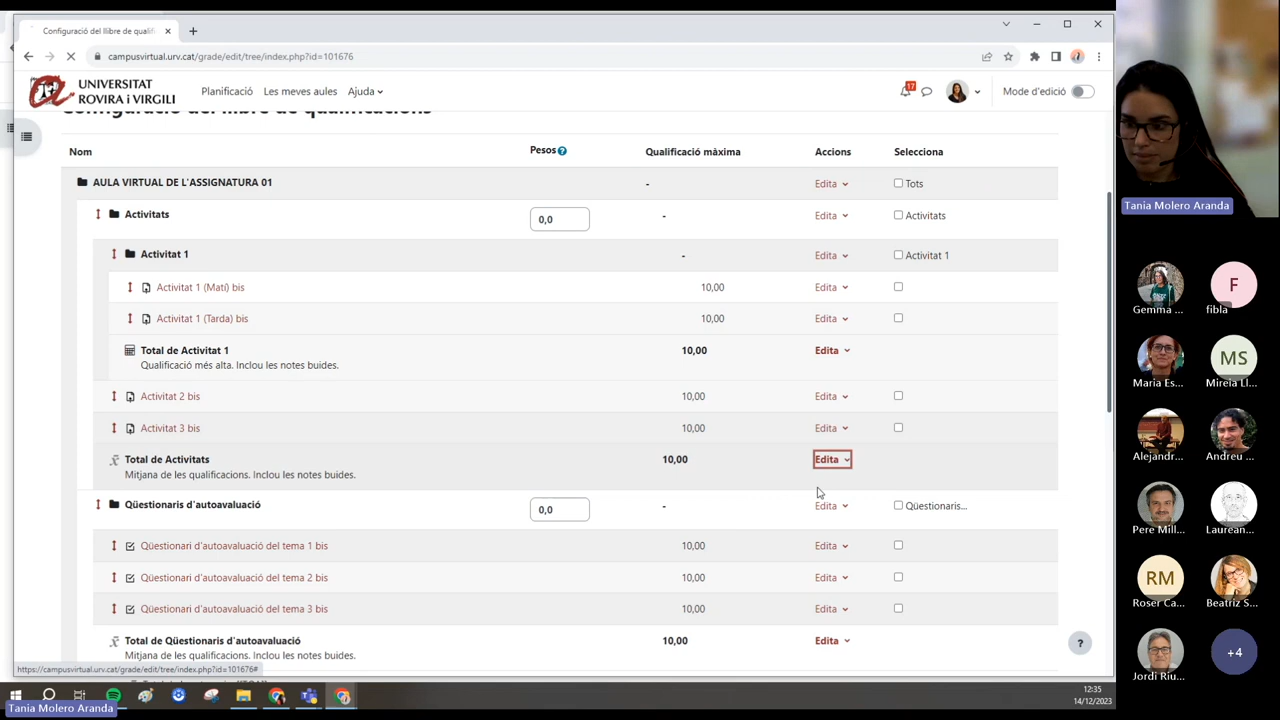 Configuració del llibre de qualif
campusvirtual.urv.cat/grade/edit/tree/index.php?id=101676
UNIVERSITAT
ROVIRA i VIRGILI
Planificació
Les meves aules
Ajuda
17
Mode d'edició
Configuració del llibre de qualificacions
Nom
Pesos
Qualificació màxima
Accions
Selecciona
AULA VIRTUAL DE L'ASSIGNATURA 01
-
Edita
Tots
Activitats
0,0
-
Edita
Activitats
Activitat 1
-
Edita
Activitat 1
Activitat 1 (Matí) bis
10,00
Edita
Activitat 1 (Tarda) bis
10,00
Edita
Total de Activitat 1
Qualificació més alta. Inclou les notes buides.
10,00
Edita
Activitat 2 bis
10,00
Edita
Activitat 3 bis
10,00
Edita
Total de Activitats
Mitjana de les qualificacions. Inclou les notes buides.
10,00
Edita
Qüestionaris d'autoavaluació
0,0
-
Edita
Qüestionaris...
Qüestionari d'autoavaluació del tema 1 bis
10,00
Edita
Qüestionari d'autoavaluació del tema 2 bis
10,00
Edita
Qüestionari d'autoavaluació del tema 3 bis
10,00
Edita
Total de Qüestionaris d'autoavaluació
Mitjana de les qualificacions. Inclou les notes buides.
10,00
Edita
?
https://campusvirtual.urv.cat/grade/edit/tree/index.php?id=101676#
12:35
14/12/2023
Tania Molero Aranda
Tania Molero Aranda
Gemma ...
F
fibla
Maria Es...
MS
Mireia Ll...
Alejandr...
Andreu ...
Pere Mill...
Laurean...
RM
Roser Ca...
Beatriz S...
Jordi Riu...
+4